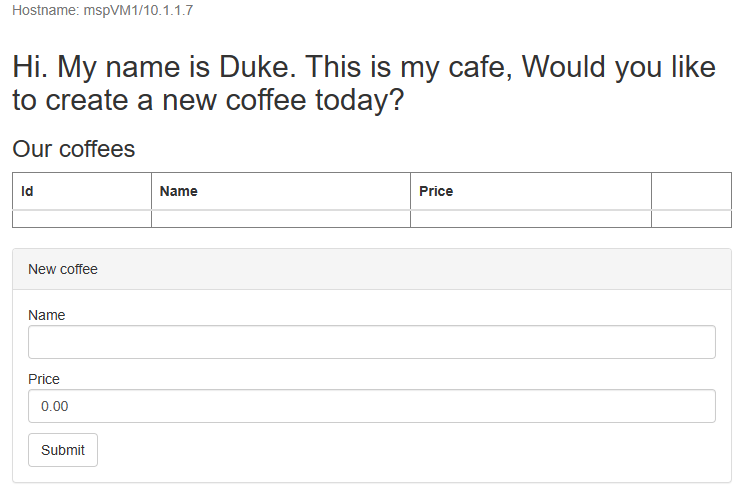 Hostname: mspVM1/10.1.1.7
Hi. My name is Duke. This is my cafe, Would you like
to create a new coffee today?
Our coffees
Id Name Price
New coffee
Name
Price
0.00
Submit